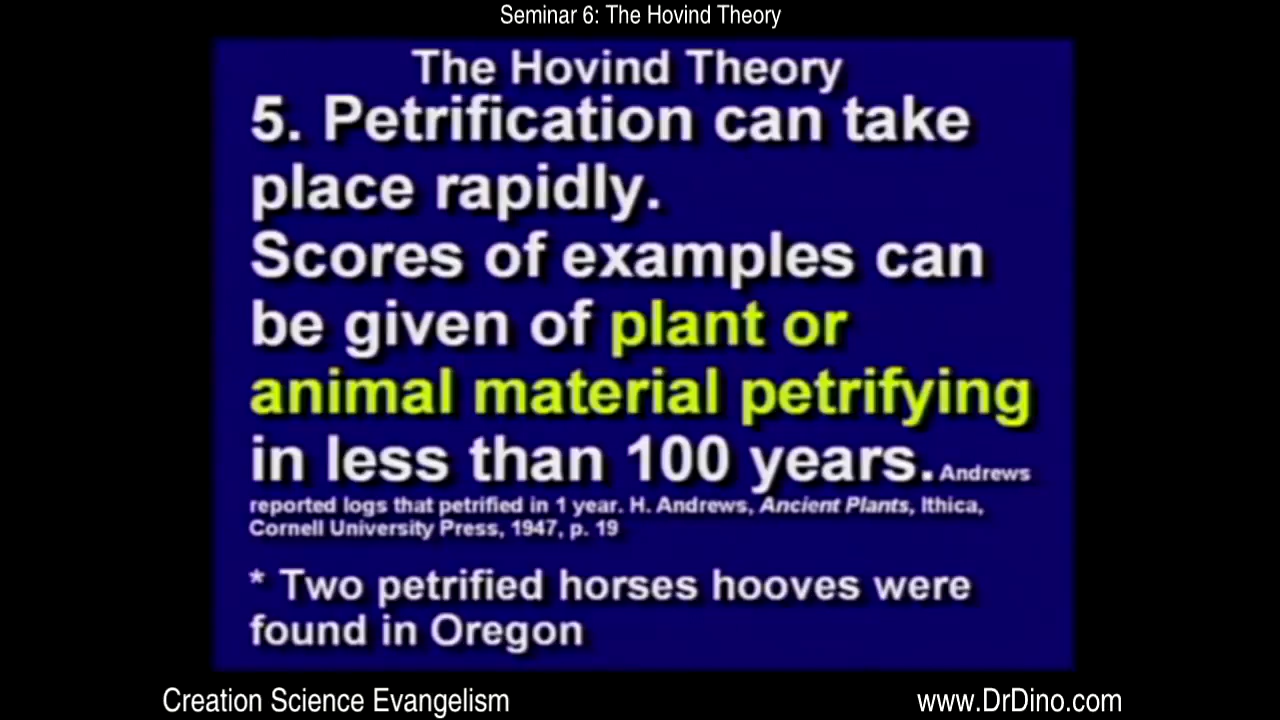 Seminar 6: The Hovind Theory
The Hovind Theory
5. Petrification can take
place rapidly.
Scores of examples can
be given of plant or
animal material petrifying
in less than 100 years. Andrews
reported logs that petrified in 1 year. H. Andrews, Ancient Plants, Ithica,
Cornell University Press, 1947, p. 19
* Two petrified horses hooves were
found in Oregon
Creation Science Evangelism
www.DrDino.com